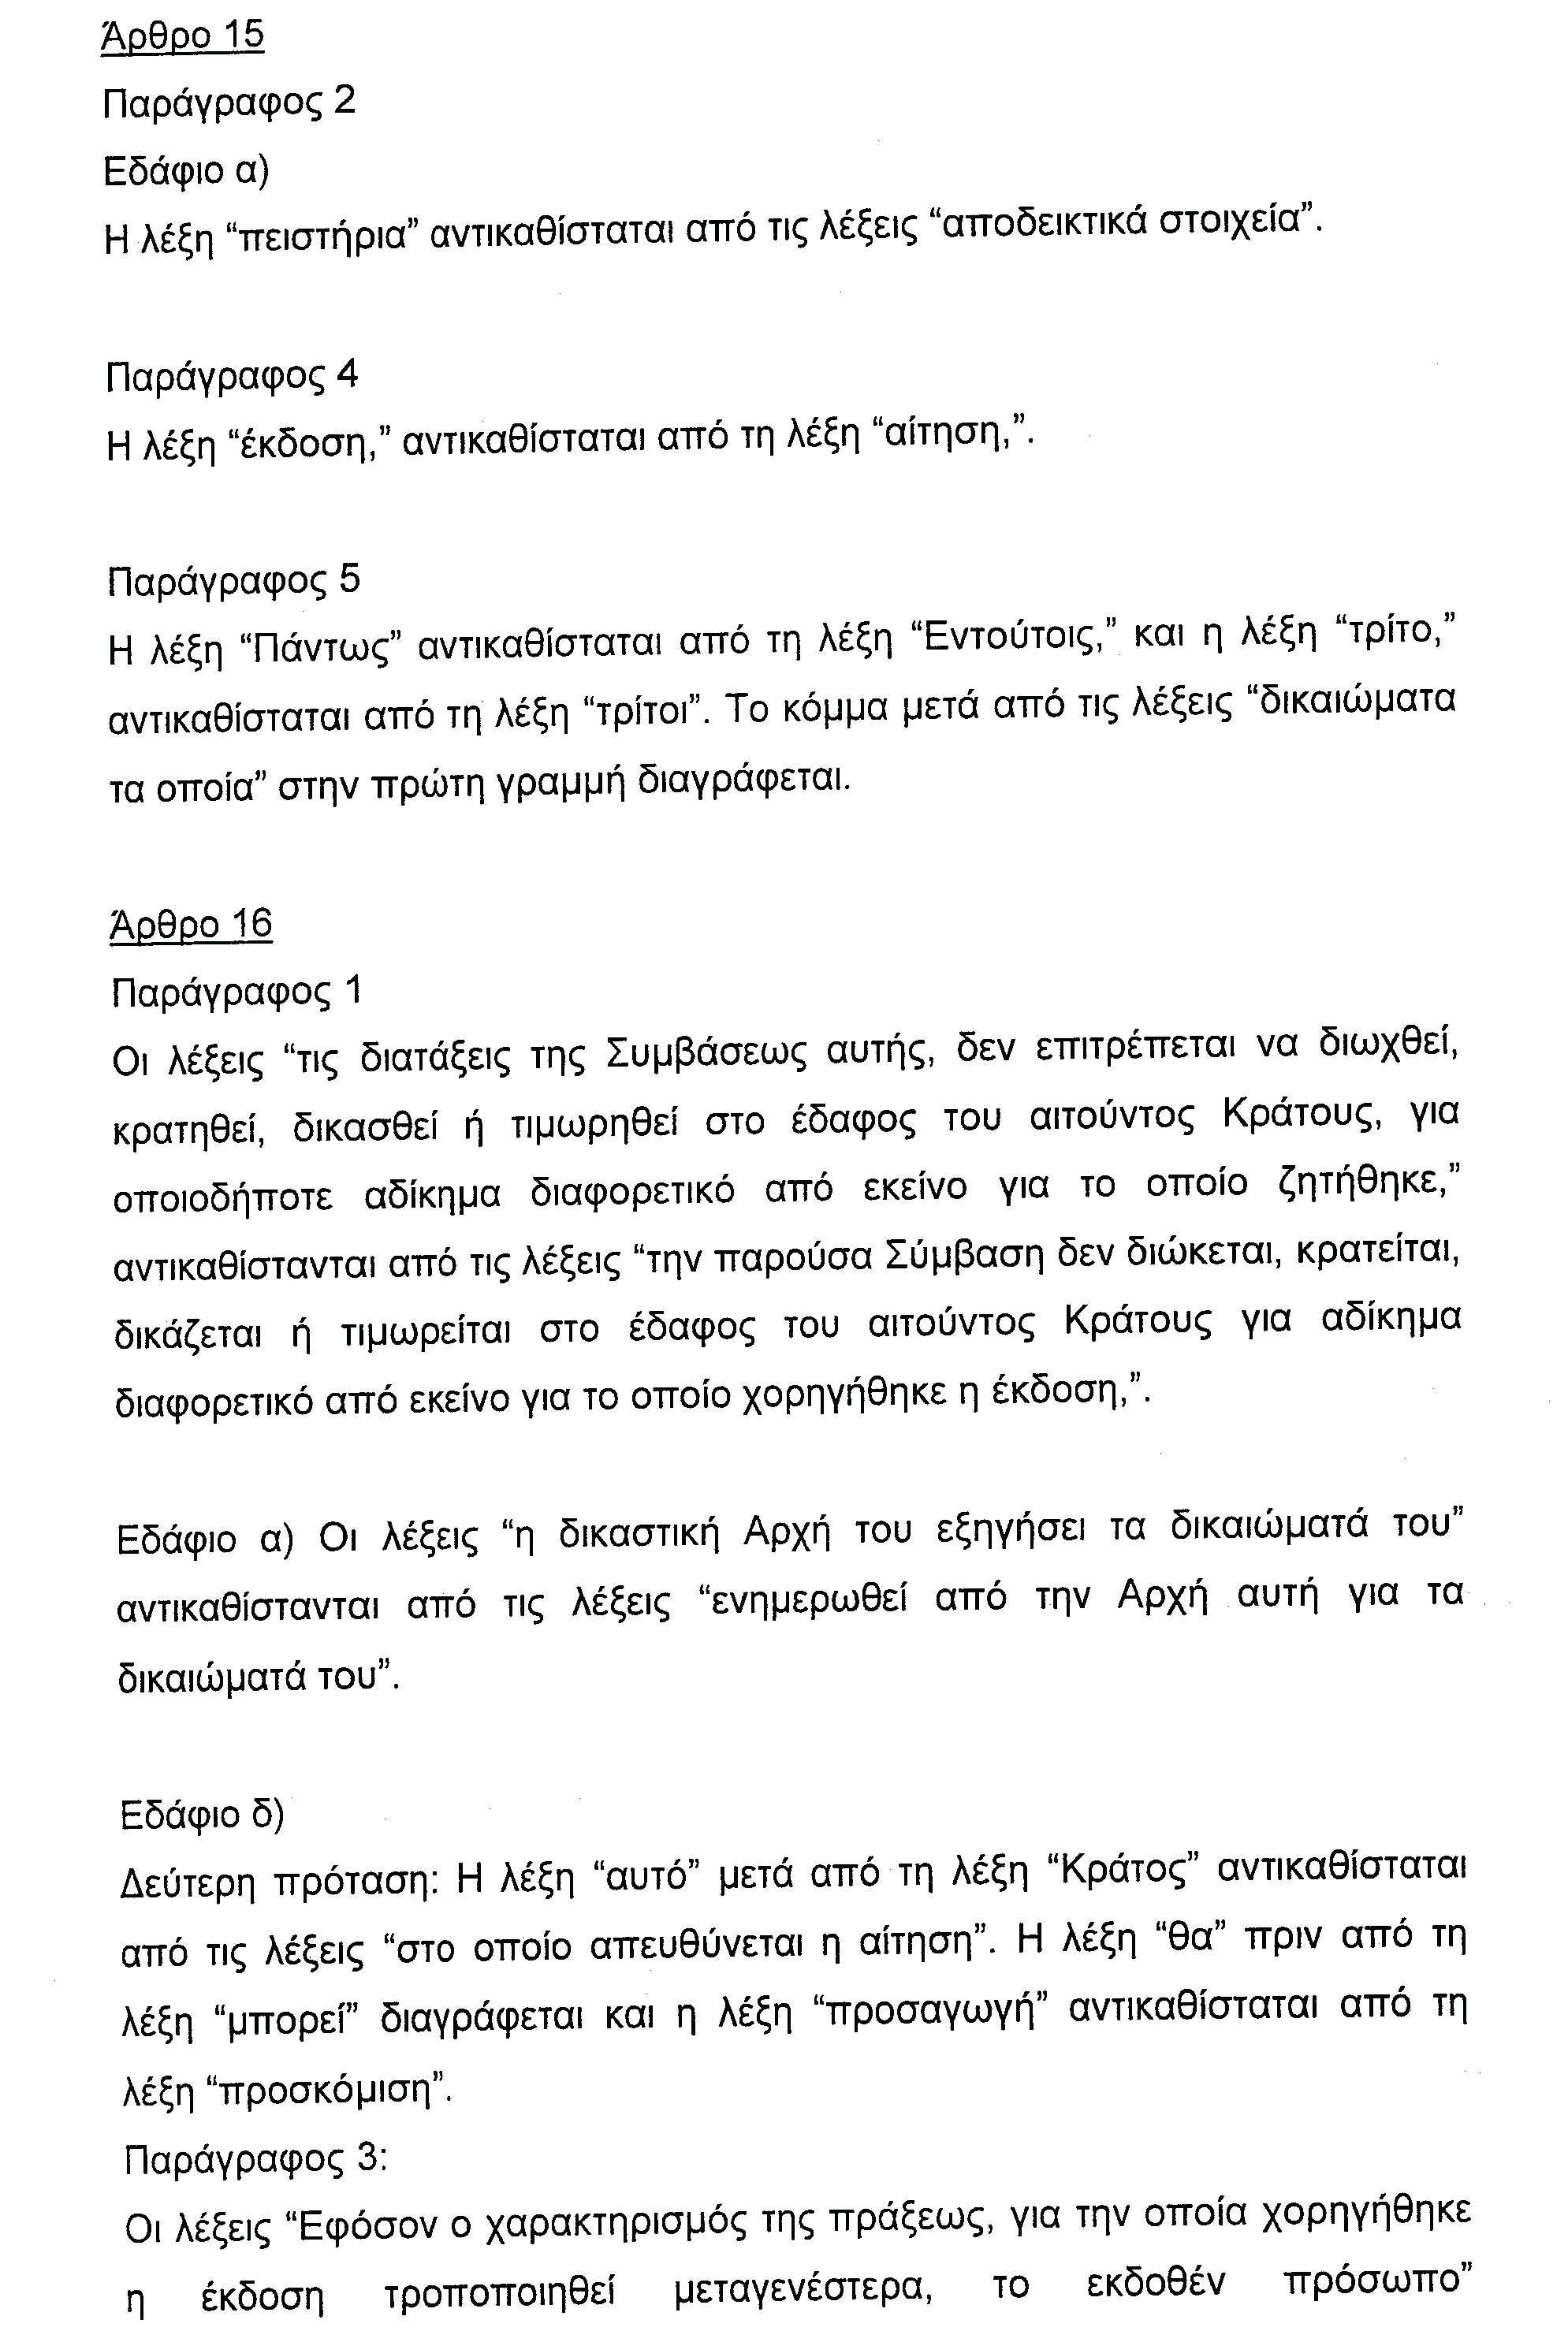 Άρθρο 15
Παράγραφος 2
Εδάφιο α)
Η λέξη “πειστήρια” αντικαθίσταται από τις λέξεις “αποδεικτικά στοιχεία”.
Παράγραφος 4
Η λέξη “έκδοση,” αντικαθίσταται από τη λέξη “αίτηση,”.
Παράγραφος 5
Η λέξη “Πάντως” αντικαθίσταται από τη λέξη “Εντούτοις,” και η λέξη “τρίτο,”
αντικαθίσταται από τη λέξη “τρίτοι”. Το κόμμα μετά από τις λέξεις “δικαιώματα
τα οποία” στην πρώτη γραμμή διαγράφεται.
Άρθρο 16
Παράγραφος 1
Οι λέξεις “τις διατάξεις της Συμβάσεως αυτής, δεν επιτρέπεται να διωχθεί,
κρατηθεί, δικασθεί ή τιμωρηθεί στο έδαφος του αιτούντος Κράτους, για
οποιοδήποτε αδίκημα διαφορετικό από εκείνο για το οποίο ζητήθηκε,”
αντικαθίστανται από τις λέξεις “την παρούσα Σύμβαση δεν διώκεται, κρατείται,
δικάζεται ή τιμωρείται στο έδαφος του αιτούντος Κράτους για αδίκημα
διαφορετικό από εκείνο για το οποίο χορηγήθηκε η έκδοση,”.
Εδάφιο α) Οι λέξεις “η δικαστική Αρχή του εξηγήσει τα δικαιώματά του”
αντικαθίστανται από τις λέξεις “ενημερωθεί από την Αρχή αυτή για τα
δικαιώματά του”.
Εδάφιο δ)
Δεύτερη πρόταση: Η λέξη “αυτό” μετά από τη λέξη “Κράτος” αντικαθίσταται
από τις λέξεις “στο οποίο απευθύνεται η αίτηση”. Η λέξη “θα” πριν από τη
λέξη “μπορεί” διαγράφεται και η λέξη “προσαγωγή” αντικαθίσταται από τη
λέξη “προσκόμιση”.
Παράγραφος 3:
Οι λέξεις “Εφόσον ο χαρακτηρισμός της πράξεως, για την οποία χορηγήθηκε
η έκδοση τροποποιηθεί μεταγενέστερα, το εκδοθέν πρόσωπο”